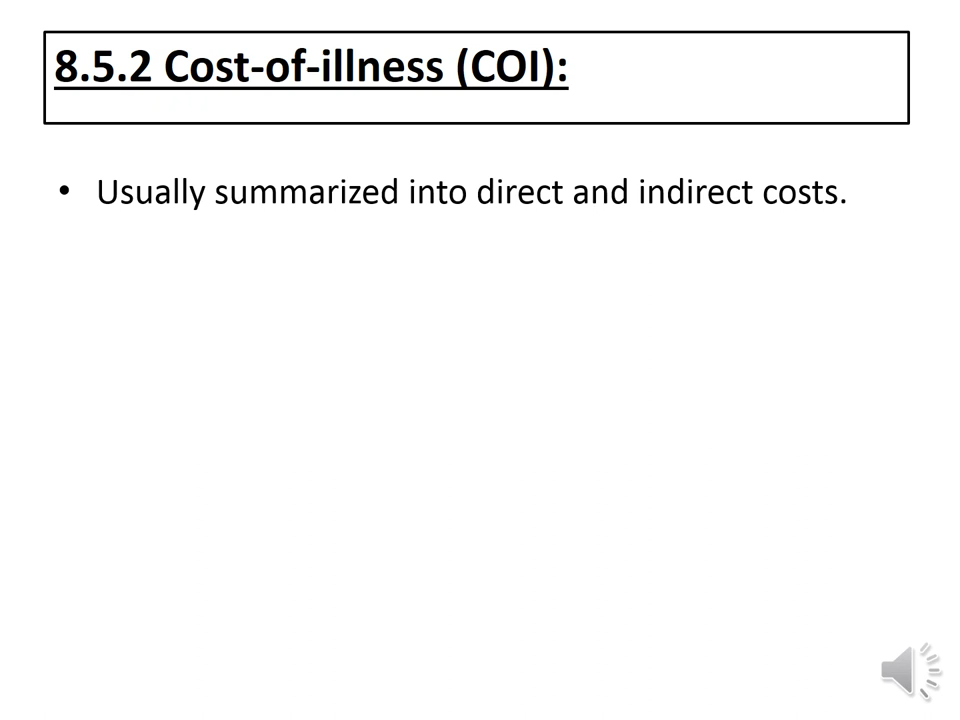 8.5.2 Cost-of-illness (COI):
• Usually summarized into direct and indirect costs.